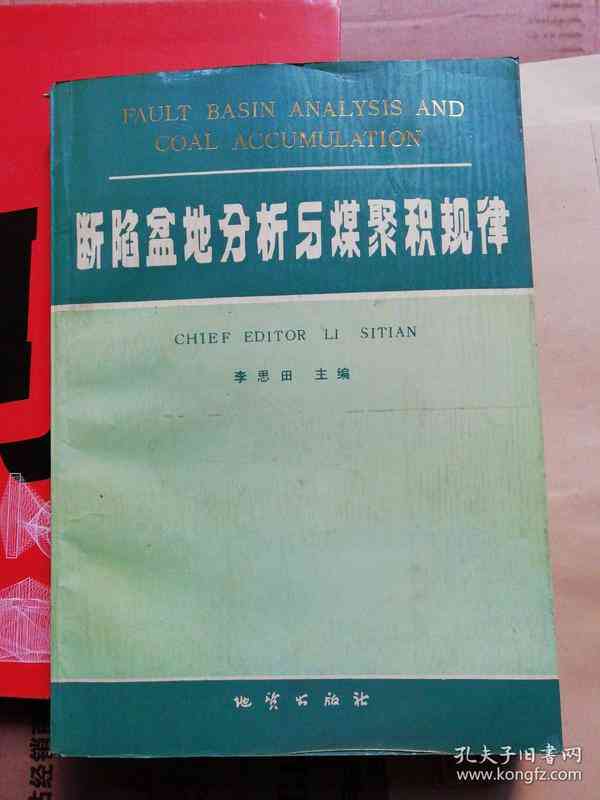 FAULT BASIN ANALYSIS AND
COAL ACCUMULATION
断陷盆地分析与煤聚积规律
CHIEF EDITOR LI SITIAN
李思田 主编
地质出版社
孔夫子旧书网
www.kongfz.com